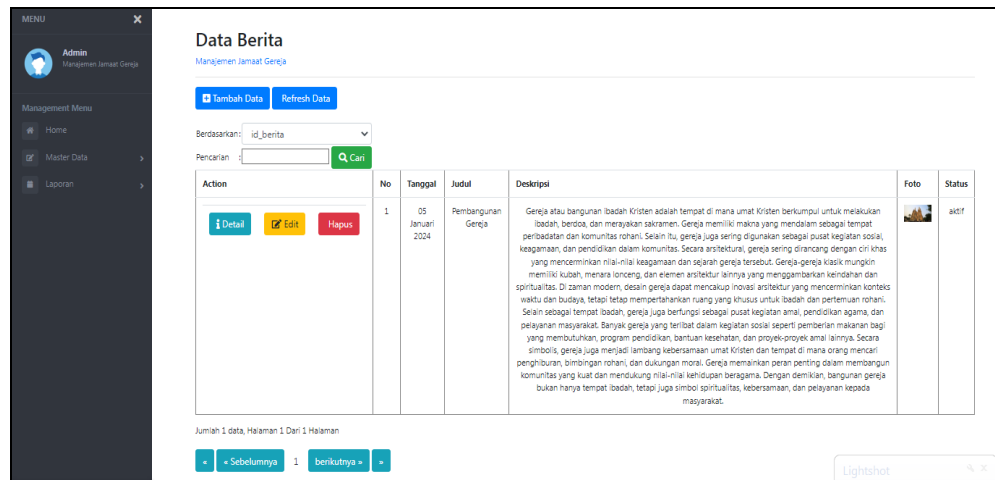 MENU
Admin
Manajemen Jamaat Gereja
Management Menu
Home
Master Data
Laporan
Data Berita
Manajemen Jamaat Gereja
Tambah Data
Refresh Data
Berdasarkan: id_berita
Pencarian :
Cari
Action No Tanggal Judul Deskripsi Foto Status
Detail Edit Hapus
1
05
Januari
2024
Pembangunan
Gereja
Gereja atau bangunan ibadah Kristen adalah tempat di mana umat Kristen berkumpul untuk melakukan
ibadah, berdoa, dan merayakan sakramen. Gereja memiliki makna yang mendalam sebagai tempat
peribadatan dan komunitas rohani. Selain itu, gereja juga sering digunakan sebagai pusat kegiatan sosial,
keagamaan, dan pendidikan dalam komunitas. Secara arsitektural, gereja sering dirancang dengan ciri khas
yang mencerminkan nilai-nilai keagamaan dan sejarah gereja tersebut. Gereja-gereja klasik mungkin
memiliki kubah, menara lonceng, dan elemen arsitektur lainnya yang menggambarkan keindahan dan
spiritualitas. Di zaman modern, desain gereja dapat mencakup inovasi arsitektur yang mencerminkan konteks
waktu dan budaya, tetapi tetap mempertahankan ruang yang khusus untuk ibadah dan pertemuan rohani.
Selain sebagai tempat ibadah, gereja juga berfungsi sebagai pusat kegiatan amal, pendidikan agama, dan
pelayanan masyarakat. Banyak gereja yang terlibat dalam kegiatan sosial seperti pemberian makanan bagi
yang membutuhkan, program pendidikan, bantuan kesehatan, dan proyek-proyek amal lainnya. Secara
simbolis, gereja juga menjadi lambang kebersamaan umat Kristen dan tempat di mana orang mencari
penghiburan, bimbingan rohani, dan dukungan moral. Gereja memainkan peran penting dalam membangun
komunitas yang kuat dan mendukung nilai-nilai kehidupan beragama. Dengan demikian, bangunan gereja
bukan hanya tempat ibadah, tetapi juga simbol spiritualitas, kebersamaan, dan pelayanan kepada
masyarakat.
aktif
Jumlah 1 data, Halaman 1 Dari 1 Halaman
« « Sebelumnya 1 berikutnya » »
Lightshot